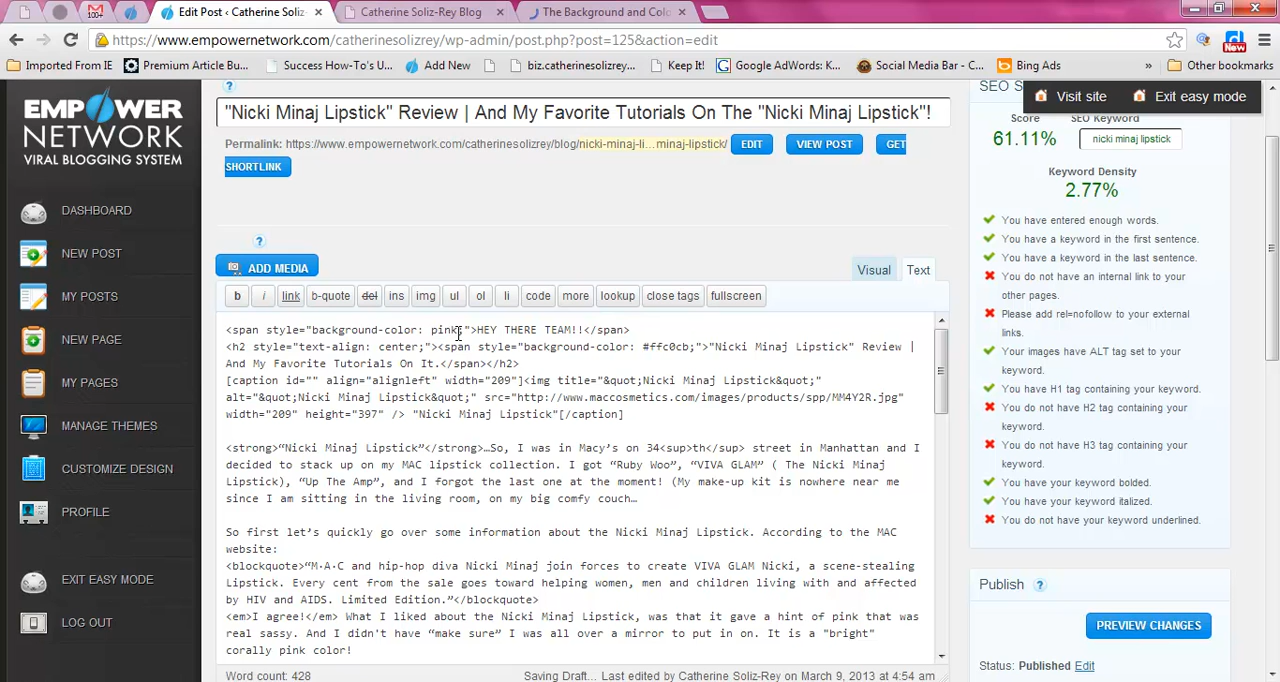 100+
Edit Post ‹ Catherine Soliz
Catherine Soliz-Rey Blog
The Background and Col
https://www.empowernetwork.com/catherinesolizrey/wp-admin/post.php?post=125&action=edit
New
Imported From IE
Premium Article Bu...
Success How-To's U...
Add New
biz.catherinesolizrey...
Keep It!
Google AdWords: K...
Social Media Bar - C...
Bing Ads
»
Other bookmarks
EMPOWER
NETWORK
VIRAL BLOGGING SYSTEM
DASHBOARD
NEW POST
MY POSTS
NEW PAGE
MY PAGES
MANAGE THEMES
CUSTOMIZE DESIGN
PROFILE
EXIT EASY MODE
LOG OUT
?
"Nicki Minaj Lipstick" Review | And My Favorite Tutorials On The "Nicki Minaj Lipstick"!
Permalink: https://www.empowernetwork.com/catherinesolizrey/blog/nicki-minaj-li…minaj-lipstick/ EDIT VIEW POST GET
SHORTLINK
?
ADD MEDIA
Visual
Text
b i link b-quote del ins img ul ol li code more lookup close tags fullscreen
<span style="background-color: pink;">HEY THERE TEAM!!</span>
<h2 style="text-align: center;"><span style="background-color: #ffc0cb;">"Nicki Minaj Lipstick" Review |
And My Favorite Tutorials On It.</span></h2>
[caption id="" align="alignleft" width="209"]<img title="&quot;Nicki Minaj Lipstick&quot;"
alt="&quot;Nicki Minaj Lipstick&quot;" src="http://www.maccosmetics.com/images/products/spp/MM4Y2R.jpg"
width="209" height="397" /> "Nicki Minaj Lipstick"[/caption]
<strong>“Nicki Minaj Lipstick”</strong>…So, I was in Macy’s on 34<sup>th</sup> street in Manhattan and I
decided to stack up on my MAC lipstick collection. I got “Ruby Woo”, “VIVA GLAM” ( The Nicki Minaj
Lipstick), “Up The Amp”, and I forgot the last one at the moment! (My make-up kit is nowhere near me
since I am sitting in the living room, on my big comfy couch…
So first let’s quickly go over some information about the Nicki Minaj Lipstick. According to the MAC
website:
<blockquote>“M·A·C and hip-hop diva Nicki Minaj join forces to create VIVA GLAM Nicki, a scene-stealing
Lipstick. Every cent from the sale goes toward helping women, men and children living with and affected
by HIV and AIDS. Limited Edition.”</blockquote>
<em>I agree!</em> What I liked about the Nicki Minaj Lipstick, was that it gave a hint of pink that was
real sassy. And I didn't have “make sure” I was all over a mirror to put in on. It is a "bright"
corally pink color!
Word count: 428
Saving Draft... Last edited by Catherine Soliz-Rey on March 9, 2013 at 4:54 am
Visit site
Exit easy mode
SEO S
Score
61.11%
SEO Keyword
nicki minaj lipstick
Keyword Density
2.77%
You have entered enough words.
You have a keyword in the first sentence.
You have a keyword in the last sentence.
You do not have an internal link to your
other pages.
Please add rel=nofollow to your external
links.
Your images have ALT tag set to your
keyword.
You have H1 tag containing your keyword.
You do not have H2 tag containing your
keyword.
You do not have H3 tag containing your
keyword.
You have your keyword bolded.
You have your keyword italized.
You do not have your keyword underlined.
Publish ?
PREVIEW CHANGES
Status: Published Edit